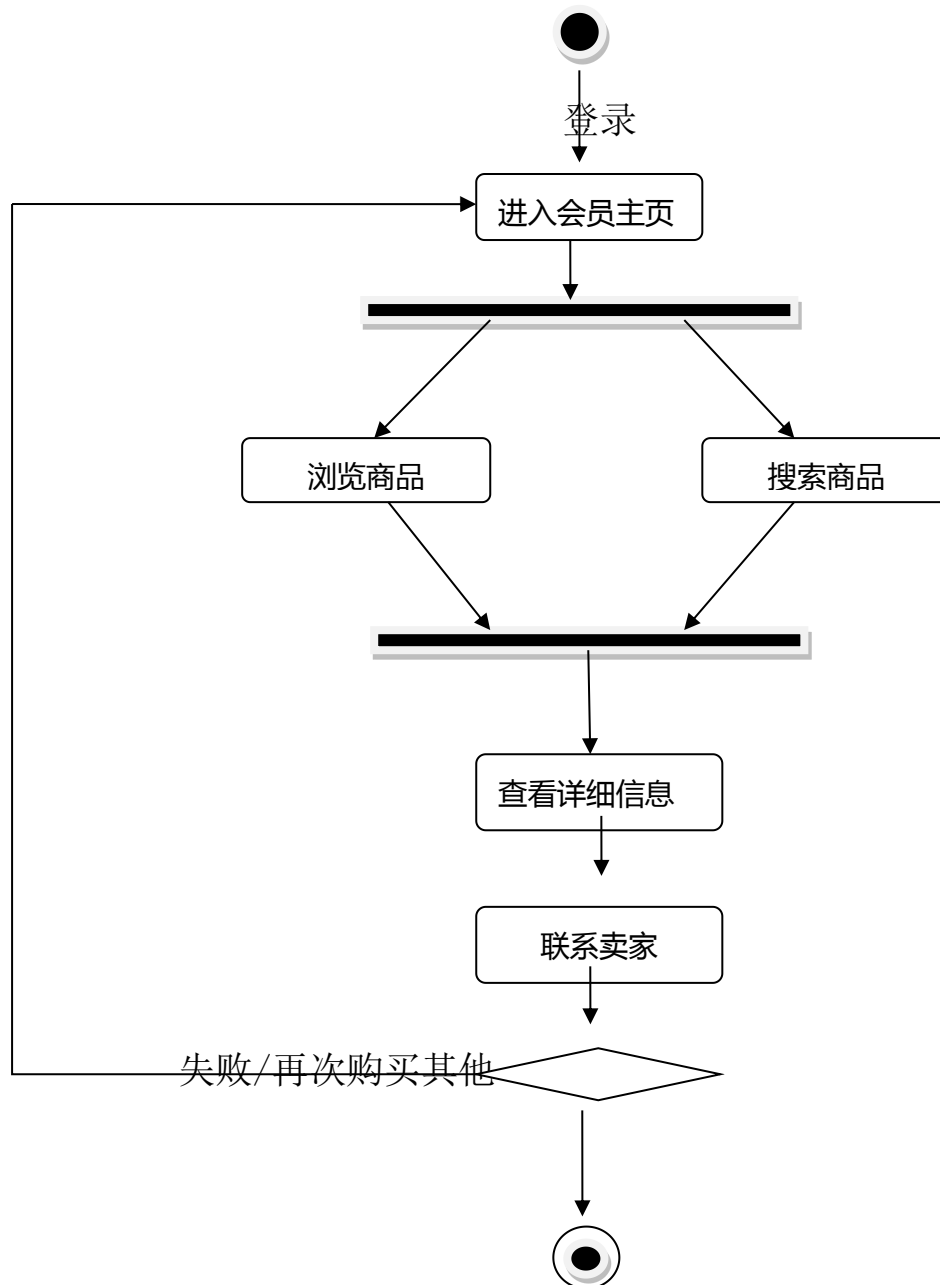 登录
进入会员主页
浏览商品
搜索商品
查看详细信息
联系卖家
失败/再次购买其他